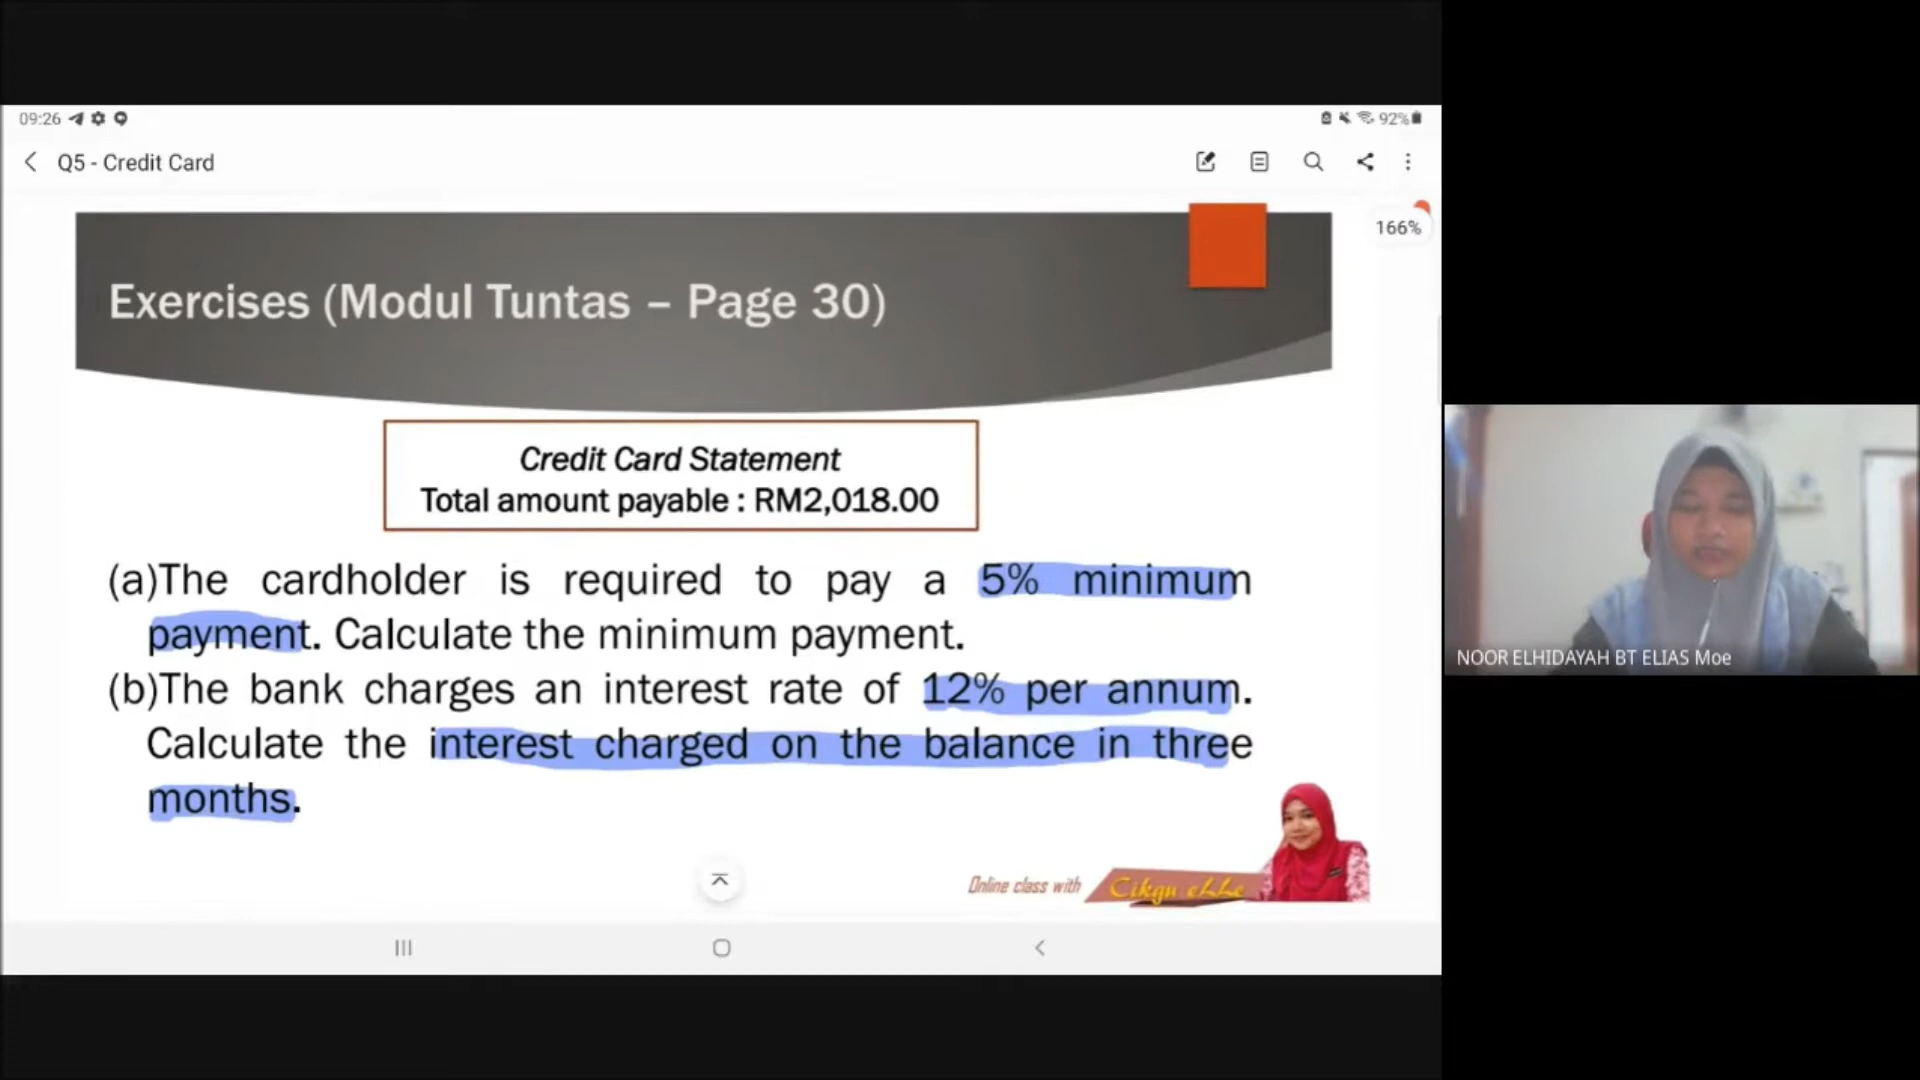 09:26
92%
Q5 - Credit Card
166%
Exercises (Modul Tuntas – Page 30)
Credit Card Statement
Total amount payable : RM2,018.00
(a)The cardholder is required to pay a 5% minimum
payment. Calculate the minimum payment.
(b)The bank charges an interest rate of 12% per annum.
Calculate the interest charged on the balance in three
months.
Online class with
Cikgu eLLe
NOOR ELHIDAYAH BT ELIAS Moe